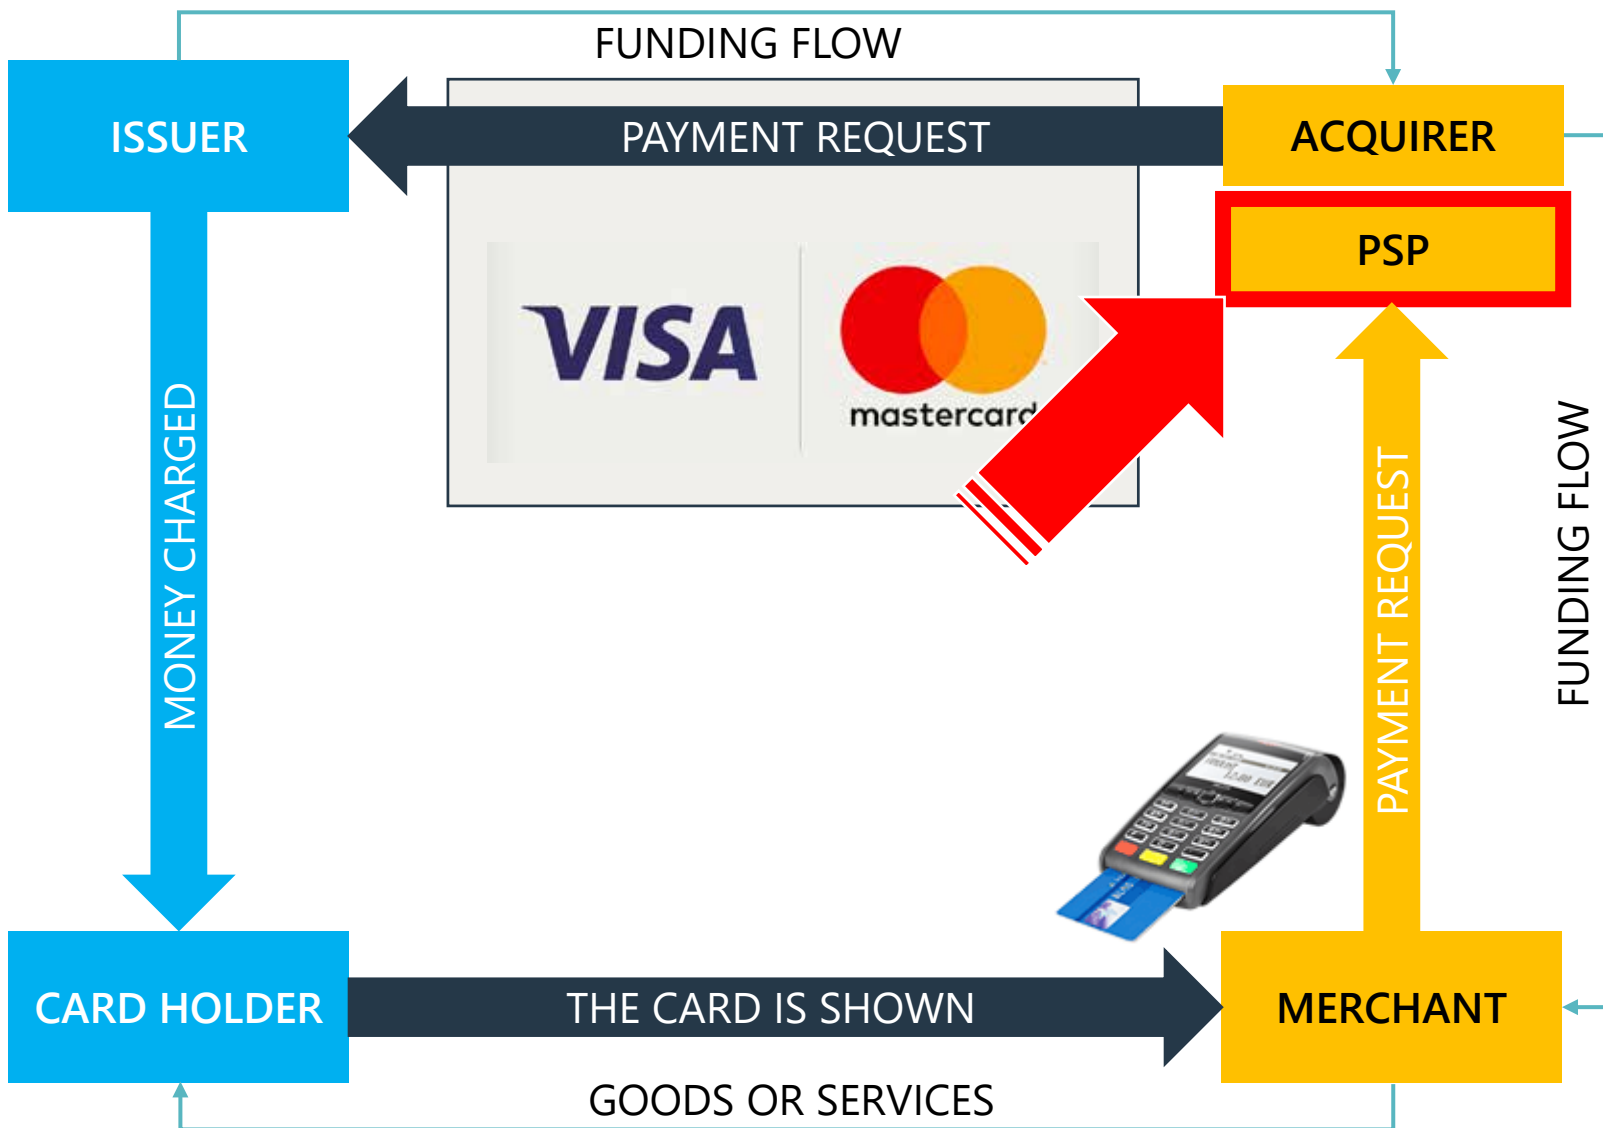 FUNDING FLOW
ISSUER
PAYMENT REQUEST
ACQUIRER
PSP
VISA
mastercard
MONEY CHARGED
PAYMENT REQUEST
FUNDING FLOW
CARD HOLDER
THE CARD IS SHOWN
MERCHANT
GOODS OR SERVICES